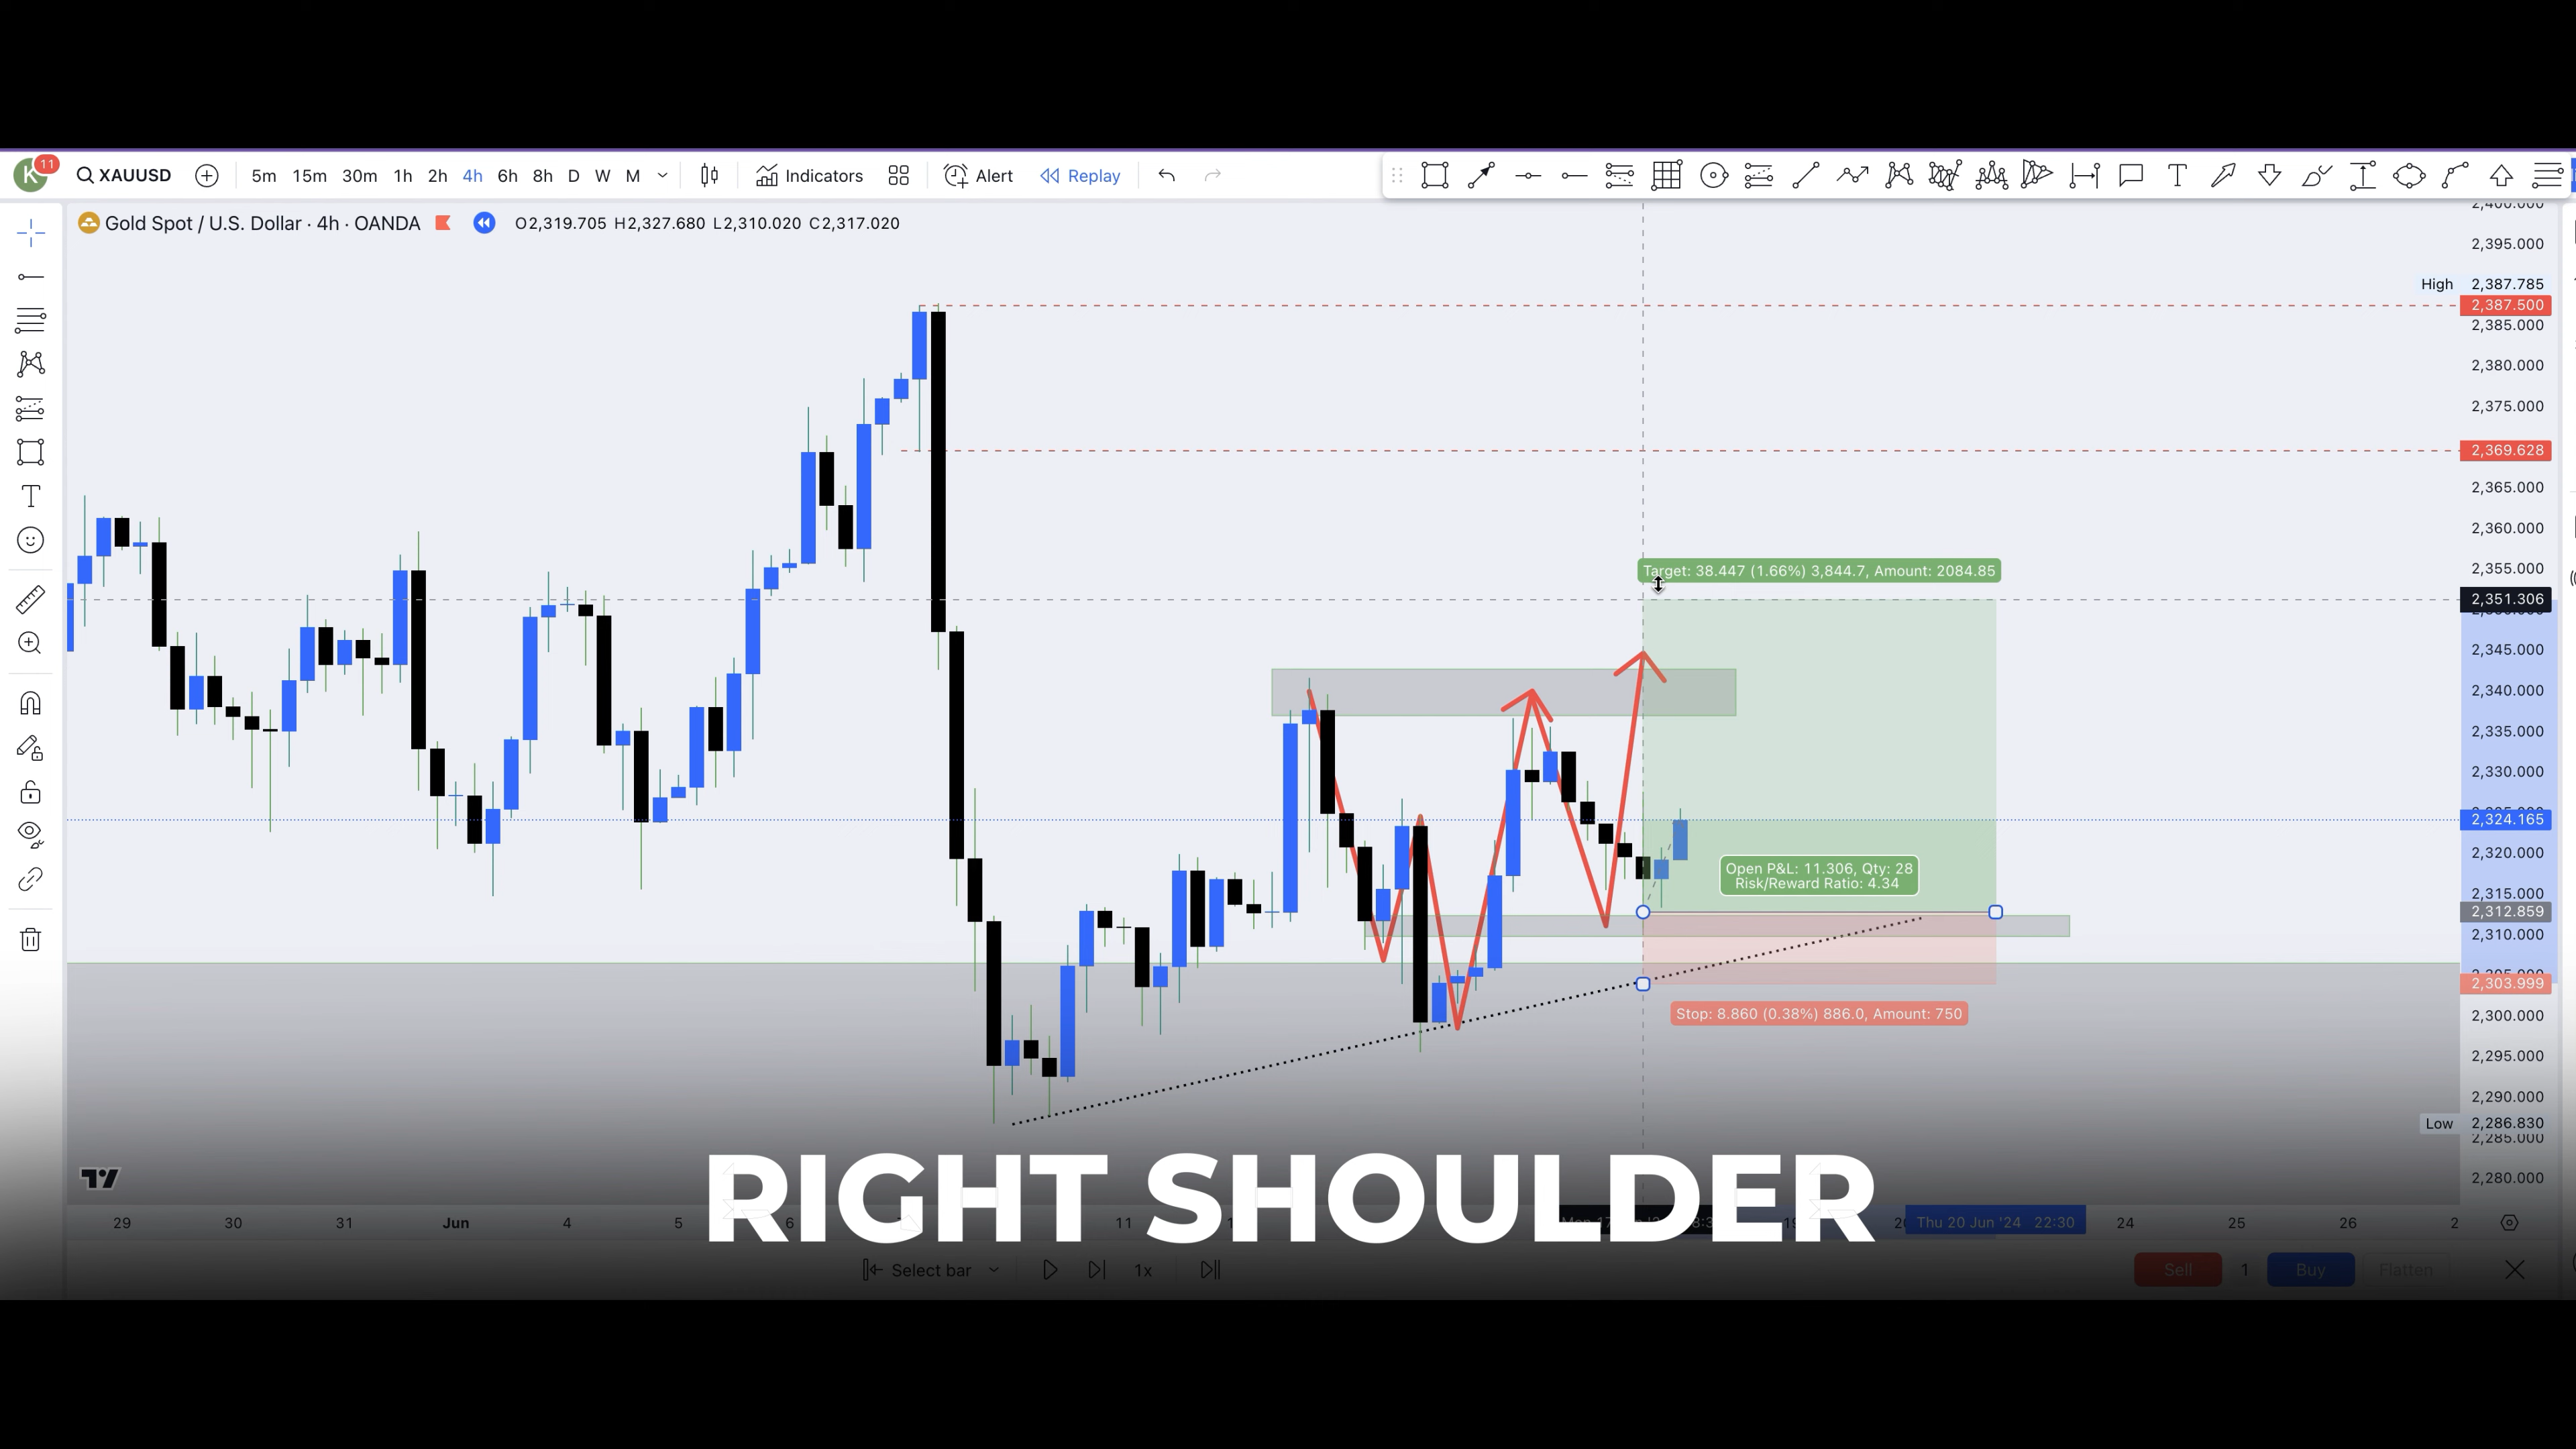 K 11 XAUUSD 5m 15m 30m 1h 2h 4h 6h 8h D W M Indicators Alert Replay
Gold Spot / U.S. Dollar · 4h · OANDA O2,319.705 H2,327.680 L2,310.020 C2,317.020
2,400.000
2,395.000
High 2,387.785
2,387.500
2,385.000
2,380.000
2,375.000
2,369.628
2,365.000
2,360.000
2,355.000
Target: 38.447 (1.66%) 3,844.7, Amount: 2084.85
2,351.306
2,345.000
2,340.000
2,335.000
2,330.000
2,324.165
2,320.000
Open P&L: 11.306, Qty: 28
Risk/Reward Ratio: 4.34
2,315.000
2,312.859
2,310.000
2,303.999
Stop: 8.860 (0.38%) 886.0, Amount: 750
2,300.000
2,295.000
2,290.000
Low 2,286.830
2,285.000
2,280.000
RIGHT SHOULDER
29 30 31 Jun 4 5 6 11 Thu 20 Jun '24 22:30 24 25 26
Select bar 1x Sell 1 Buy Flatten